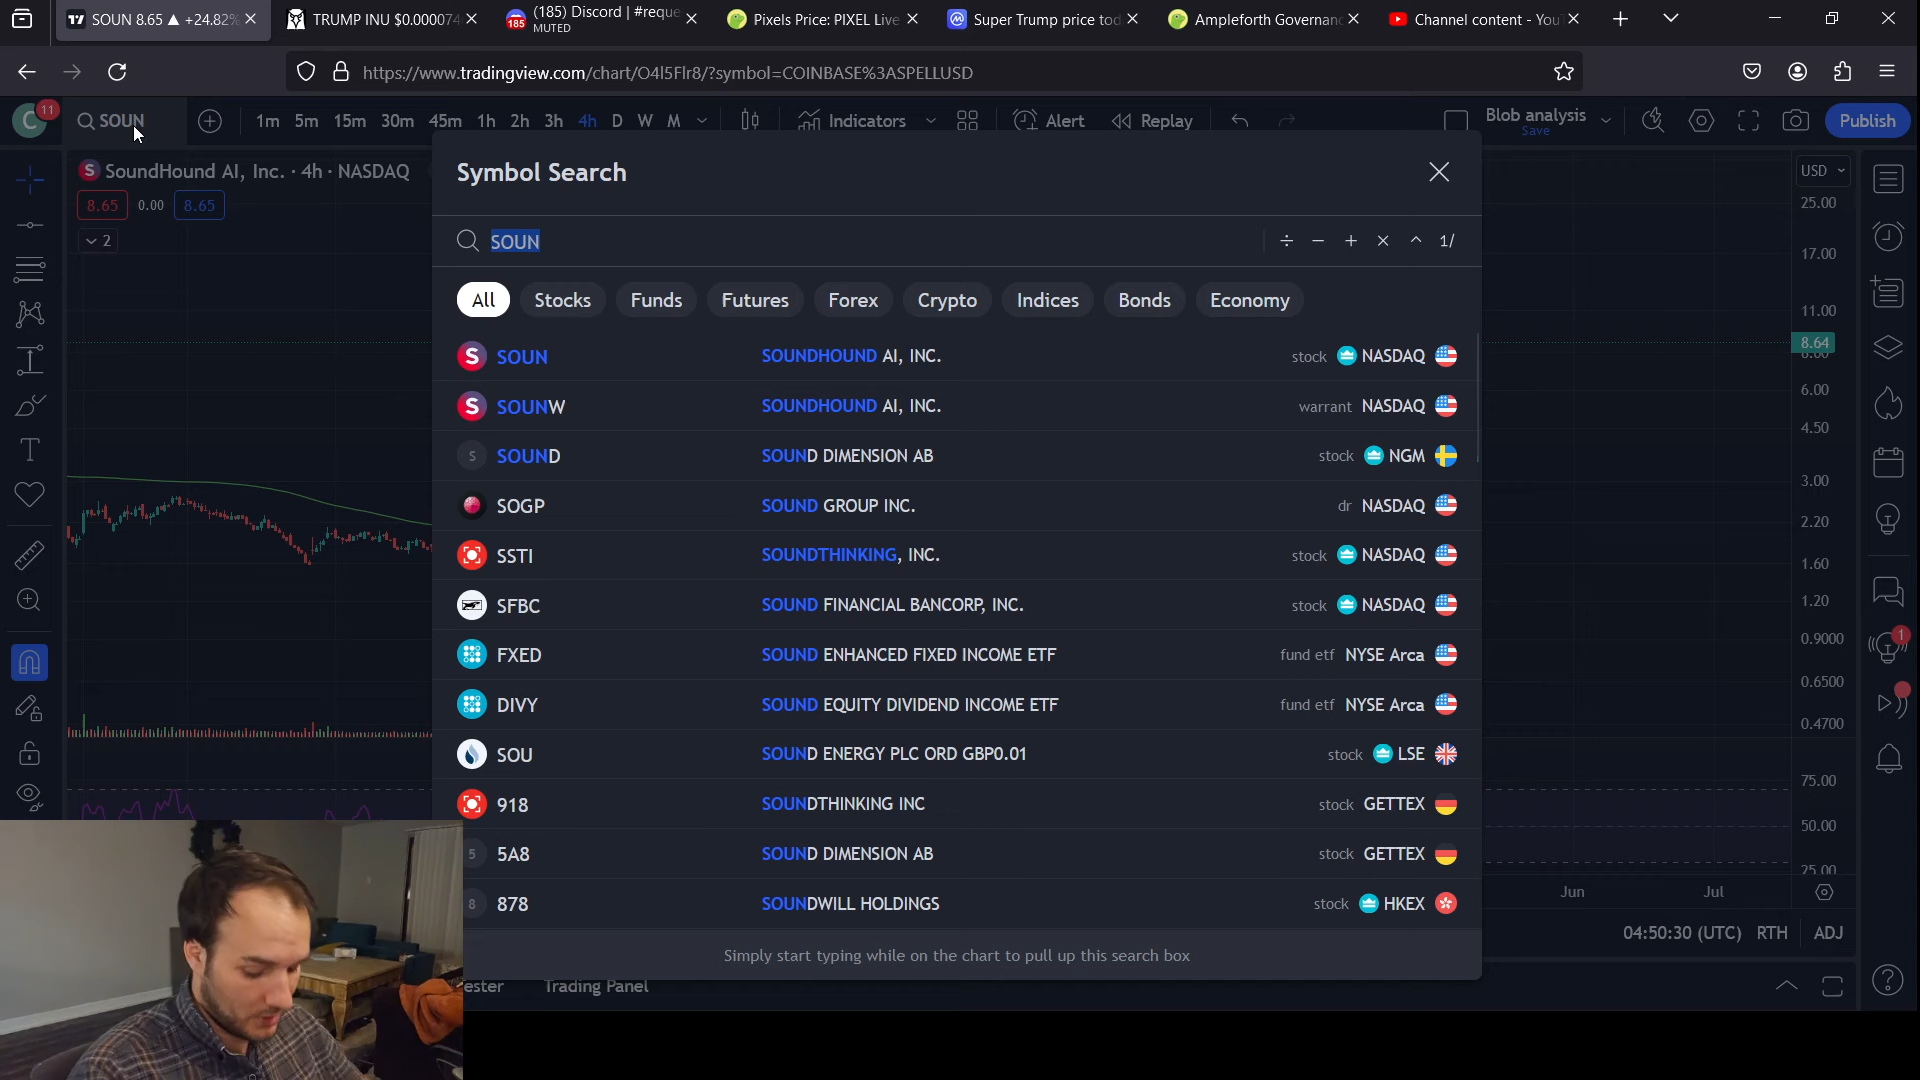 SOUN 8.65 ▲ +24.82%
TRUMP INU $0.000074
(185) Discord | #reque
MUTED
Pixels Price: PIXEL Live
Super Trump price tod
Ampleforth Governanc
Channel content - YouT
185
https://www.tradingview.com/chart/O4l5Flr8/?symbol=COINBASE%3ASPELLUSD
C
11
SOUN
1m 5m 15m 30m 45m 1h 2h 3h 4h D W M
Indicators
Alert
Replay
Blob analysis
Save
Publish
SoundHound AI, Inc. · 4h · NASDAQ
8.65 0.00 8.65
2
Symbol Search
SOUN
÷ − + × ^ 1/
All Stocks Funds Futures Forex Crypto Indices Bonds Economy
S SOUN SOUNDHOUND AI, INC. stock NASDAQ
S SOUNW SOUNDHOUND AI, INC. warrant NASDAQ
S SOUND SOUND DIMENSION AB stock NGM
SOGP SOUND GROUP INC. dr NASDAQ
SSTI SOUNDTHINKING, INC. stock NASDAQ
SFBC SOUND FINANCIAL BANCORP, INC. stock NASDAQ
FXED SOUND ENHANCED FIXED INCOME ETF fund etf NYSE Arca
DIVY SOUND EQUITY DIVIDEND INCOME ETF fund etf NYSE Arca
SOU SOUND ENERGY PLC ORD GBP0.01 stock LSE
918 SOUNDTHINKING INC stock GETTEX
5 5A8 SOUND DIMENSION AB stock GETTEX
8 878 SOUNDWILL HOLDINGS stock HKEX
Simply start typing while on the chart to pull up this search box
USD
25.00
17.00
11.00
8.64
8.00
6.00
4.50
3.00
2.20
1.60
1.20
0.9000
0.6500
0.4700
75.00
50.00
25.00
1
Jun Jul
04:50:30 (UTC) RTH ADJ
ester Trading Panel